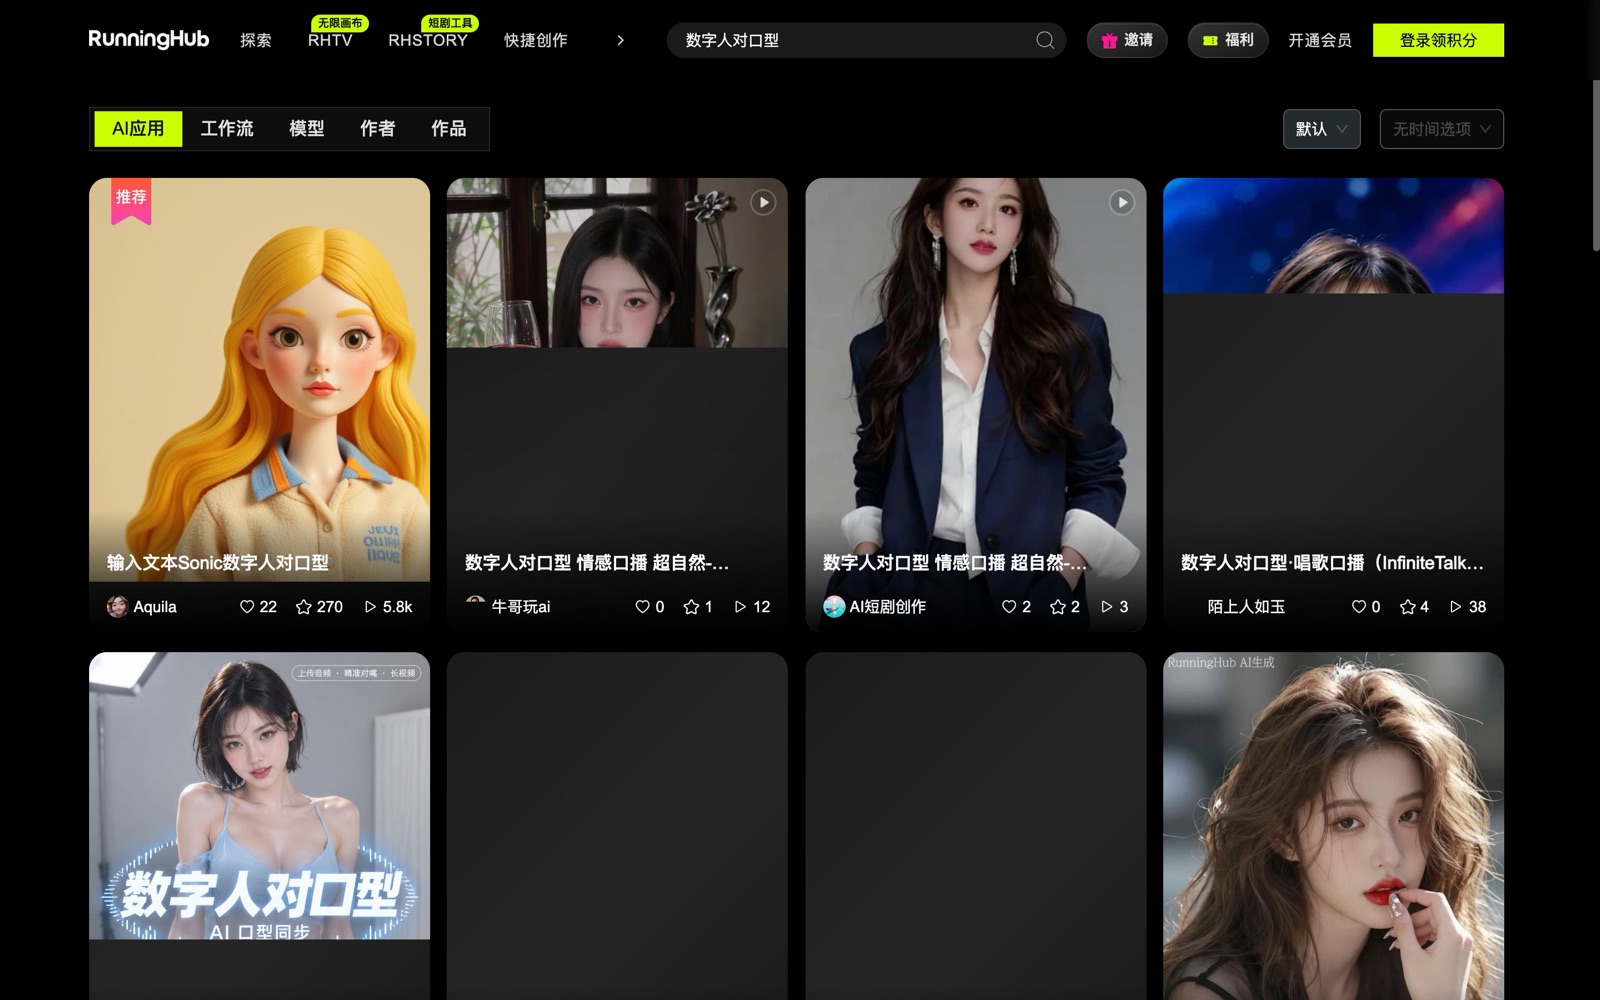 RunningHub
探索
无限画布
RHTV
短剧工具
RHSTORY
快捷创作
数字人对口型
邀请
福利
开通会员
登录领积分
AI应用
工作流
模型
作者
作品
默认
无时间选项
推荐
输入文本Sonic数字人对口型
Aquila
22
270
5.8k
数字人对口型 情感口播 超自然-...
牛哥玩ai
0
1
12
数字人对口型 情感口播 超自然-...
AI短剧创作
2
2
3
数字人对口型·唱歌口播（InfiniteTalk...
陌上人如玉
0
4
38
上传音频 · 精准对嘴 · 长视频
数字人对口型
AI 口型同步
RunningHub AI生成